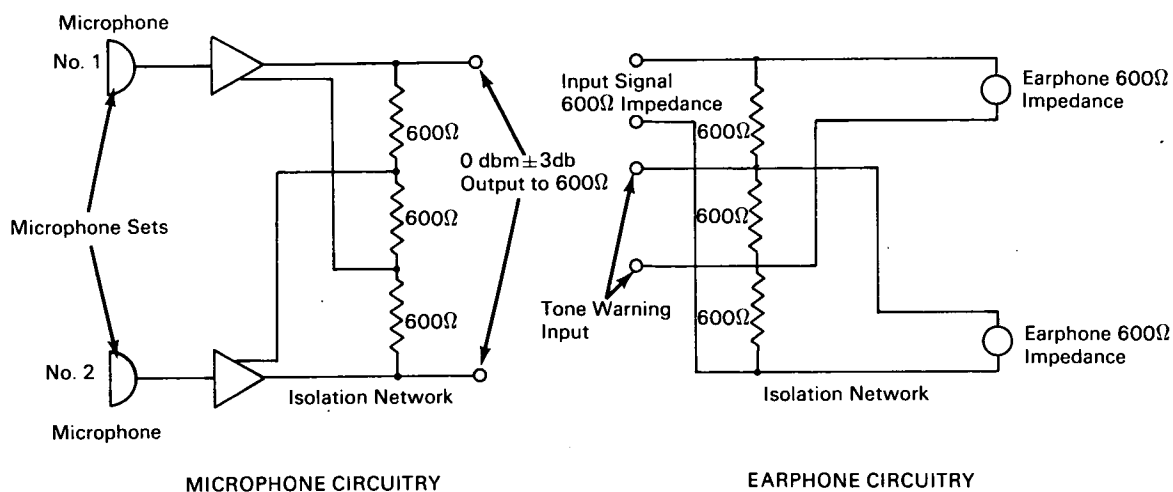 Microphone
No. 1
600Ω
600Ω
600Ω
0 dbm ± 3db
Output to 600Ω
Microphone Sets
No. 2
Microphone
Isolation Network
MICROPHONE CIRCUITRY
Input Signal
600Ω Impedance
600Ω
600Ω
600Ω
Tone Warning
Input
Earphone 600Ω
Impedance
Earphone 600Ω
Impedance
Isolation Network
EARPHONE CIRCUITRY